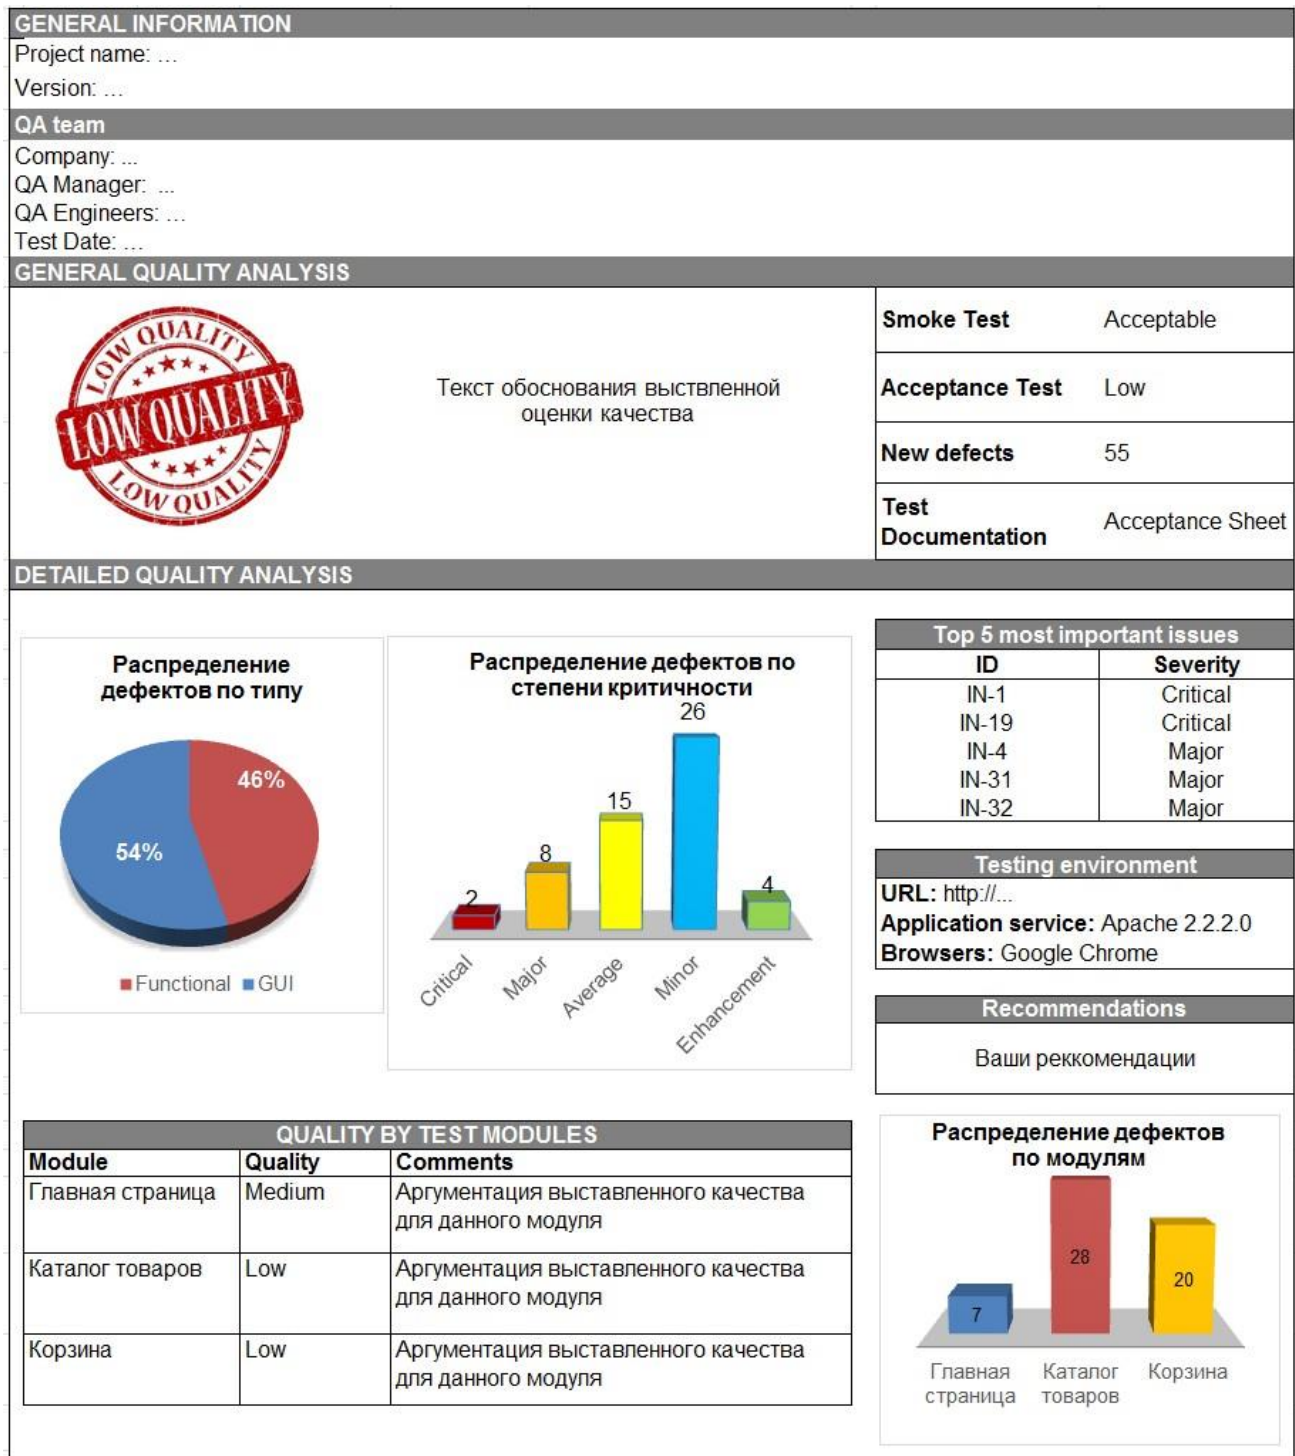 GENERAL INFORMATION
Project name: ...
Version: ...
QA team
Company: ...
QA Manager: ...
QA Engineers: ...
Test Date: ...
GENERAL QUALITY ANALYSIS
LOW QUALITY
LOW QUALITY
LOW QUALITY
Текст обоснования выствленной
оценки качества
Smoke Test Acceptable
Acceptance Test Low
New defects 55
Test
Documentation Acceptance Sheet
DETAILED QUALITY ANALYSIS
Распределение
дефектов по типу
46%
54%
Functional GUI
Распределение дефектов по
степени критичности
26
15
8
2
4
Critical
Major
Average
Minor
Enhancement
Top 5 most important issues
ID Severity
IN-1 Critical
IN-19 Critical
IN-4 Major
IN-31 Major
IN-32 Major
Testing environment
URL: http://...
Application service: Apache 2.2.2.0
Browsers: Google Chrome
Recommendations
Ваши реккомендации
QUALITY BY TEST MODULES
Module Quality Comments
Главная страница Medium Аргументация выставленного качества
для данного модуля
Каталог товаров Low Аргументация выставленного качества
для данного модуля
Корзина Low Аргументация выставленного качества
для данного модуля
Распределение дефектов
по модулям
28
20
7
Главная Каталог Корзина
страница товаров